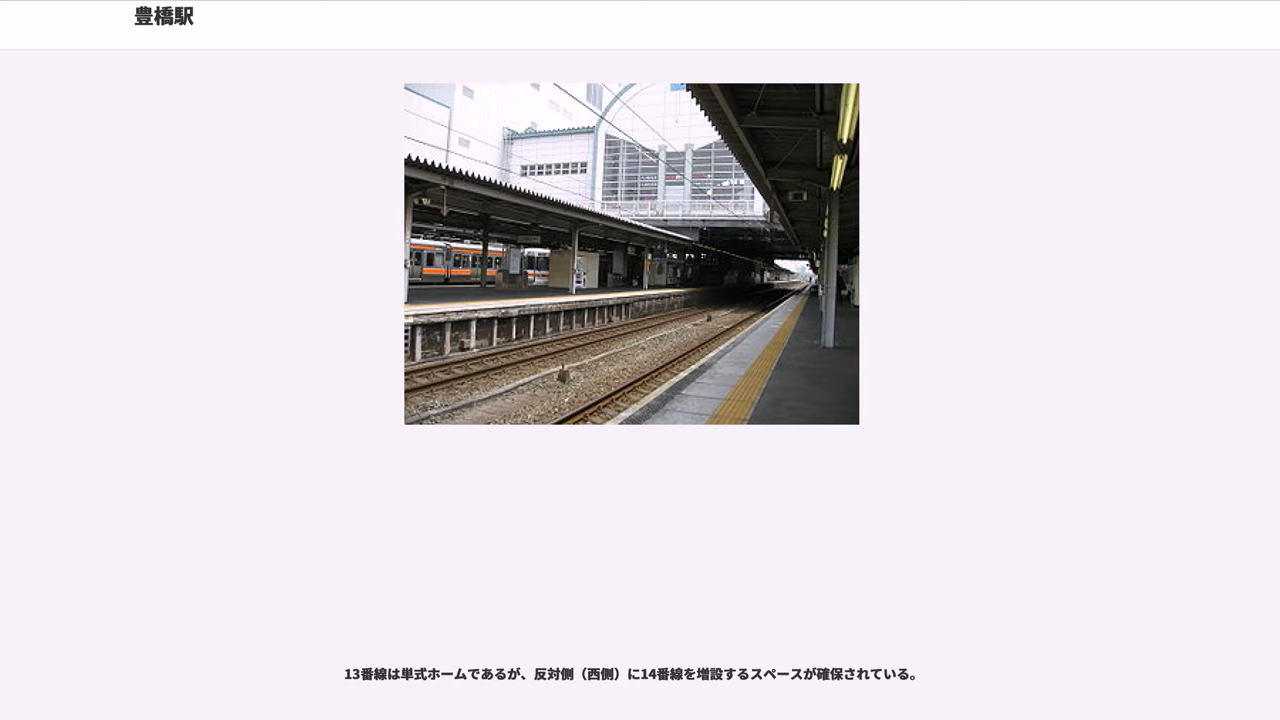 豊橋駅
13番線は単式ホームであるが、反対側（西側）に14番線を増設するスペースが確保されている。